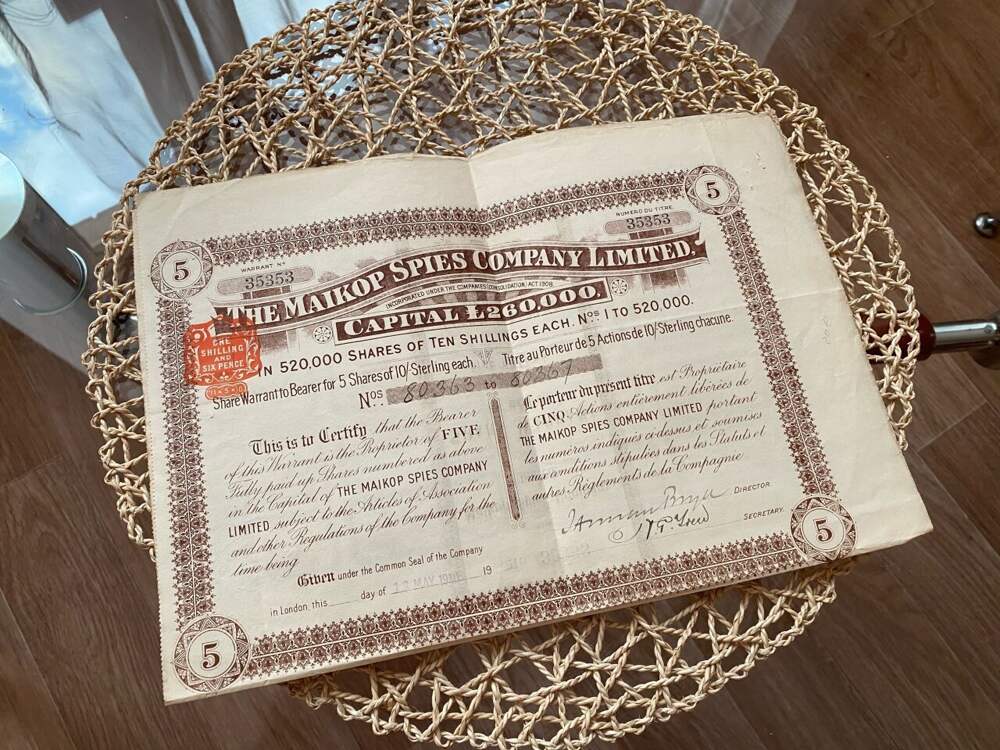 5
5
WARRANT No
35353
NUMERO DU TITRE
35353
THE MAIKOP SPIES COMPANY LIMITED,
INCORPORATED UNDER THE COMPANIES (CONSOLIDATION) ACT 1908
CAPITAL £260,000.
IN 520,000 SHARES OF TEN SHILLINGS EACH. Nos 1 TO 520,000.
ONE
SHILLING
AND
SIX PENCE
Share Warrant to Bearer for 5 Shares of 10/- Sterling each.
Titre au Porteur de 5 Actions de 10/- Sterling chacune.
Nos 80363 to 80367
This is to Certify that the Bearer
of this Warrant is the Proprietor of FIVE
Fully paid up Shares numbered as above
in the Capital of THE MAIKOP SPIES COMPANY
LIMITED subject to the Articles of Association
and other Regulations of the Company for the
time being
Le porteur du présent titre est Propriétaire
de CINQ Actions entièrement libérées de
THE MAIKOP SPIES COMPANY LIMITED portant
les numéros indiqués ci-dessus et soumises
aux conditions stipulées dans les Statuts et
autres Règlements de la Compagnie
DIRECTOR
SECRETARY.
Given under the Common Seal of the Company
in London, this day of MAY 19
5
5